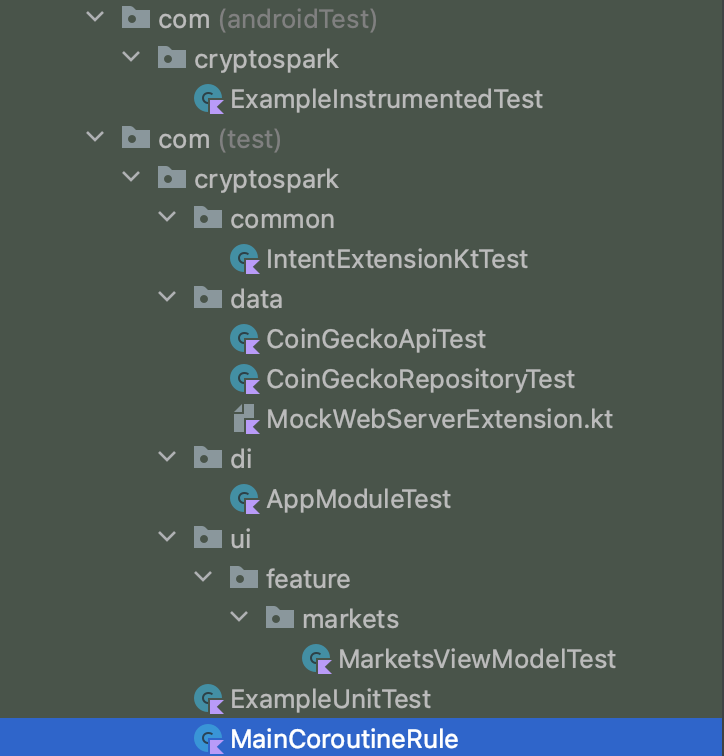 com (androidTest)
cryptospark
ExampleInstrumentedTest
com (test)
cryptospark
common
IntentExtensionKtTest
data
CoinGeckoApiTest
CoinGeckoRepositoryTest
MockWebServerExtension.kt
di
AppModuleTest
ui
feature
markets
MarketsViewModelTest
ExampleUnitTest
MainCoroutineRule